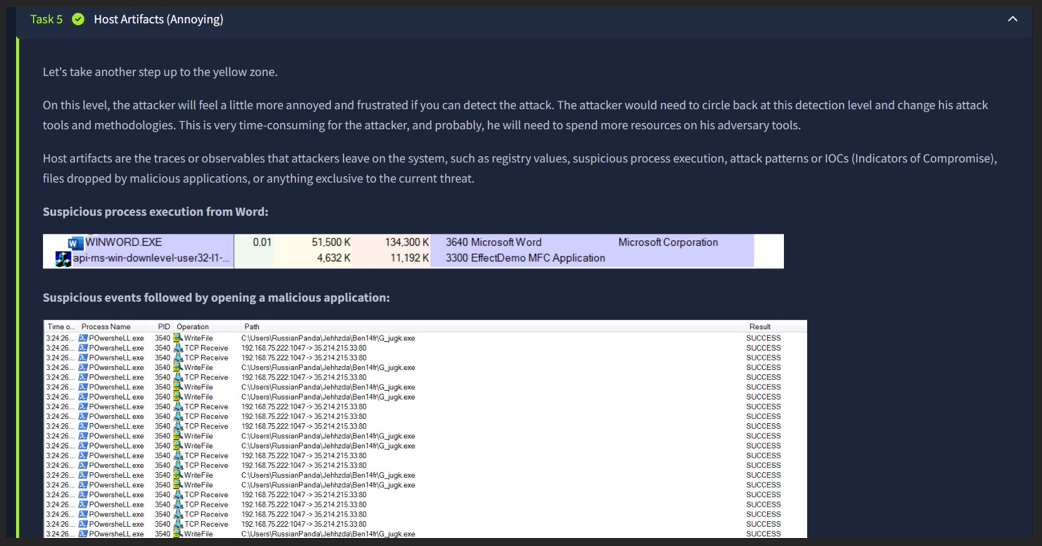 Task 5 Host Artifacts (Annoying)
Let's take another step up to the yellow zone.
On this level, the attacker will feel a little more annoyed and frustrated if you can detect the attack. The attacker would need to circle back at this detection level and change his attack
tools and methodologies. This is very time-consuming for the attacker, and probably, he will need to spend more resources on his adversary tools.
Host artifacts are the traces or observables that attackers leave on the system, such as registry values, suspicious process execution, attack patterns or IOCs (Indicators of Compromise),
files dropped by malicious applications, or anything exclusive to the current threat.
Suspicious process execution from Word:
WINWORD.EXE 0.01 51,500 K 134,300 K 3640 Microsoft Word Microsoft Corporation
api-ms-win-downlevel-user32-l1-... 4,632 K 11,192 K 3300 EffectDemo MFC Application
Suspicious events followed by opening a malicious application:
Time o... Process Name PID Operation Path Result
3:24:26... POwersheLL.exe 3540 WriteFile C:\Users\RussianPanda\Jehhzda\Ben14fr\G_jugk.exe SUCCESS
3:24:26... POwersheLL.exe 3540 TCP Receive 192.168.75.222:1047 -> 35.214.215.33:80 SUCCESS
3:24:26... POwersheLL.exe 3540 TCP Receive 192.168.75.222:1047 -> 35.214.215.33:80 SUCCESS
3:24:26... POwersheLL.exe 3540 WriteFile C:\Users\RussianPanda\Jehhzda\Ben14fr\G_jugk.exe SUCCESS
3:24:26... POwersheLL.exe 3540 TCP Receive 192.168.75.222:1047 -> 35.214.215.33:80 SUCCESS
3:24:26... POwersheLL.exe 3540 WriteFile C:\Users\RussianPanda\Jehhzda\Ben14fr\G_jugk.exe SUCCESS
3:24:26... POwersheLL.exe 3540 WriteFile C:\Users\RussianPanda\Jehhzda\Ben14fr\G_jugk.exe SUCCESS
3:24:26... POwersheLL.exe 3540 TCP Receive 192.168.75.222:1047 -> 35.214.215.33:80 SUCCESS
3:24:26... POwersheLL.exe 3540 TCP Receive 192.168.75.222:1047 -> 35.214.215.33:80 SUCCESS
3:24:26... POwersheLL.exe 3540 TCP Receive 192.168.75.222:1047 -> 35.214.215.33:80 SUCCESS
3:24:26... POwersheLL.exe 3540 WriteFile C:\Users\RussianPanda\Jehhzda\Ben14fr\G_jugk.exe SUCCESS
3:24:26... POwersheLL.exe 3540 WriteFile C:\Users\RussianPanda\Jehhzda\Ben14fr\G_jugk.exe SUCCESS
3:24:26... POwersheLL.exe 3540 TCP Receive 192.168.75.222:1047 -> 35.214.215.33:80 SUCCESS
3:24:26... POwersheLL.exe 3540 TCP Receive 192.168.75.222:1047 -> 35.214.215.33:80 SUCCESS
3:24:26... POwersheLL.exe 3540 WriteFile C:\Users\RussianPanda\Jehhzda\Ben14fr\G_jugk.exe SUCCESS
3:24:26... POwersheLL.exe 3540 WriteFile C:\Users\RussianPanda\Jehhzda\Ben14fr\G_jugk.exe SUCCESS
3:24:26... POwersheLL.exe 3540 TCP Receive 192.168.75.222:1047 -> 35.214.215.33:80 SUCCESS
3:24:26... POwersheLL.exe 3540 TCP Receive 192.168.75.222:1047 -> 35.214.215.33:80 SUCCESS
3:24:26... POwersheLL.exe 3540 TCP Receive 192.168.75.222:1047 -> 35.214.215.33:80 SUCCESS
3:24:26... POwersheLL.exe 3540 TCP Receive 192.168.75.222:1047 -> 35.214.215.33:80 SUCCESS
3:24:26... POwersheLL.exe 3540 WriteFile C:\Users\RussianPanda\Jehhzda\Ben14fr\G_jugk.exe SUCCESS